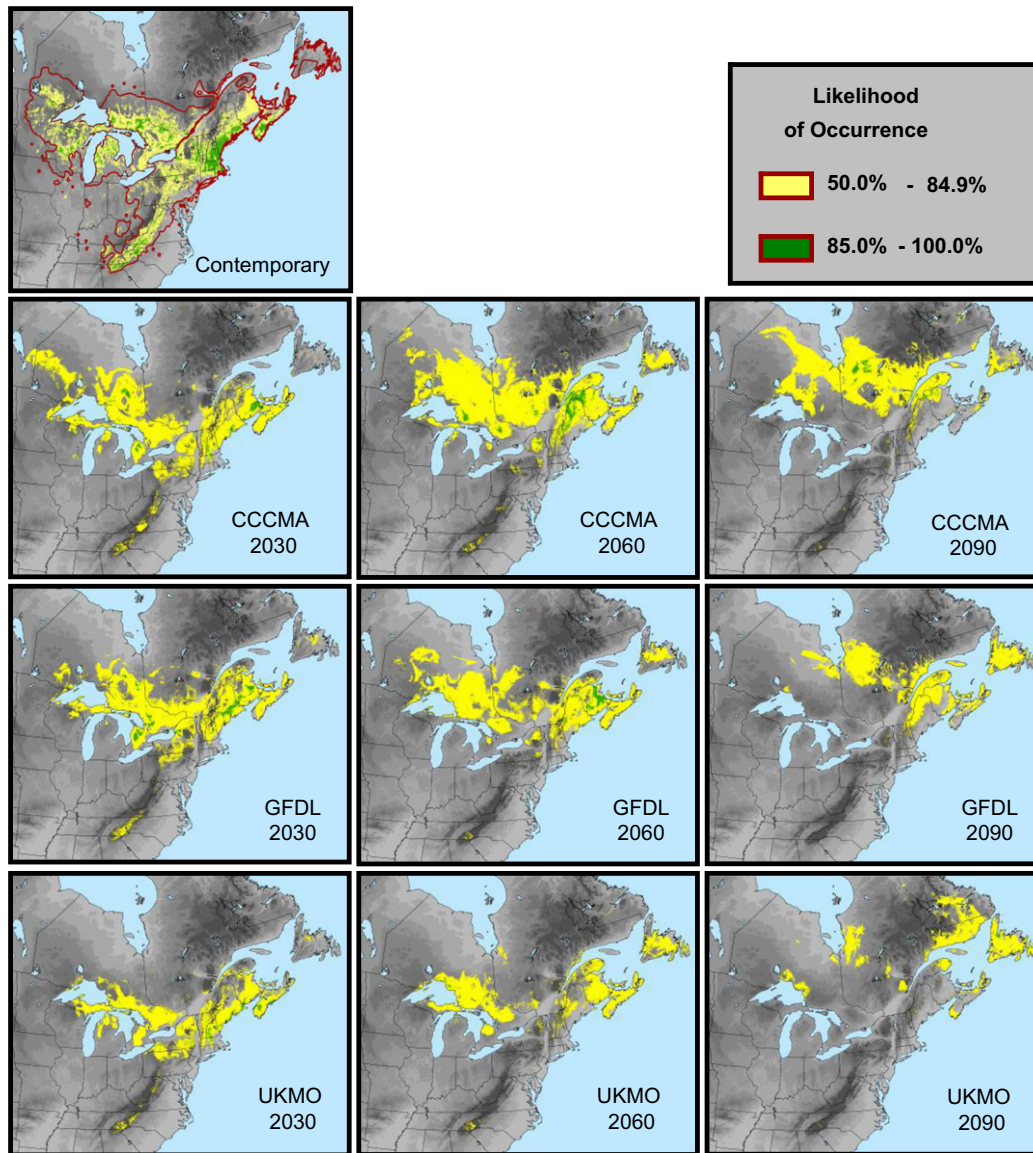 Contemporary
Likelihood
of Occurrence
50.0% - 84.9%
85.0% - 100.0%
CCCMA
2030
CCCMA
2060
CCCMA
2090
GFDL
2030
GFDL
2060
GFDL
2090
UKMO
2030
UKMO
2060
UKMO
2090